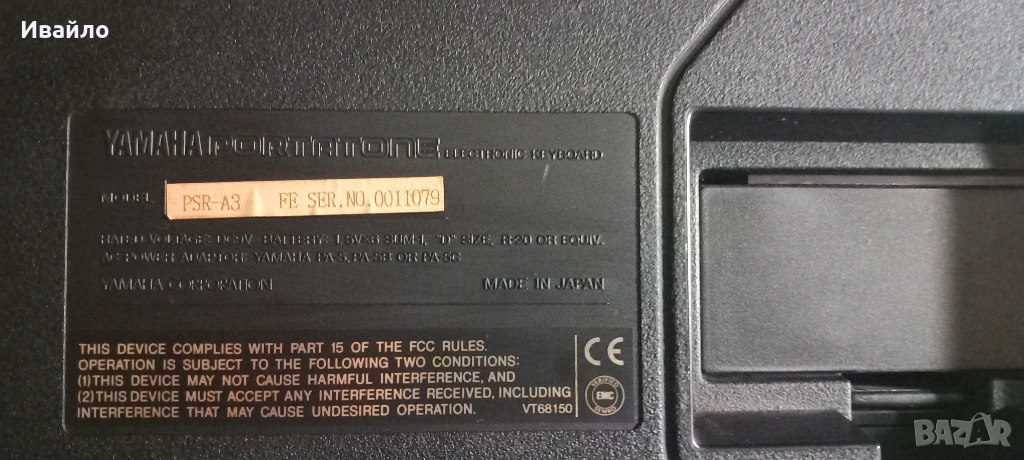 Ивайло
YAMAHA PORTATONE ELECTRONIC KEYBOARD
MODEL PSR-A3 FE SER.NO.0011079
RATED VOLTAGE: DC9V BATTERY: 1.5V×6 SUM-1, "D" SIZE, R-20 OR EQUIV.
AC POWER ADAPTOR: YAMAHA PA-5, PA-5B OR PA-5C
YAMAHA CORPORATION MADE IN JAPAN
THIS DEVICE COMPLIES WITH PART 15 OF THE FCC RULES.
OPERATION IS SUBJECT TO THE FOLLOWING TWO CONDITIONS:
(1)THIS DEVICE MAY NOT CAUSE HARMFUL INTERFERENCE, AND
(2)THIS DEVICE MUST ACCEPT ANY INTERFERENCE RECEIVED, INCLUDING
INTERFERENCE THAT MAY CAUSE UNDESIRED OPERATION. VT68150
CE
CERTIFIED
EMC
BAZAR